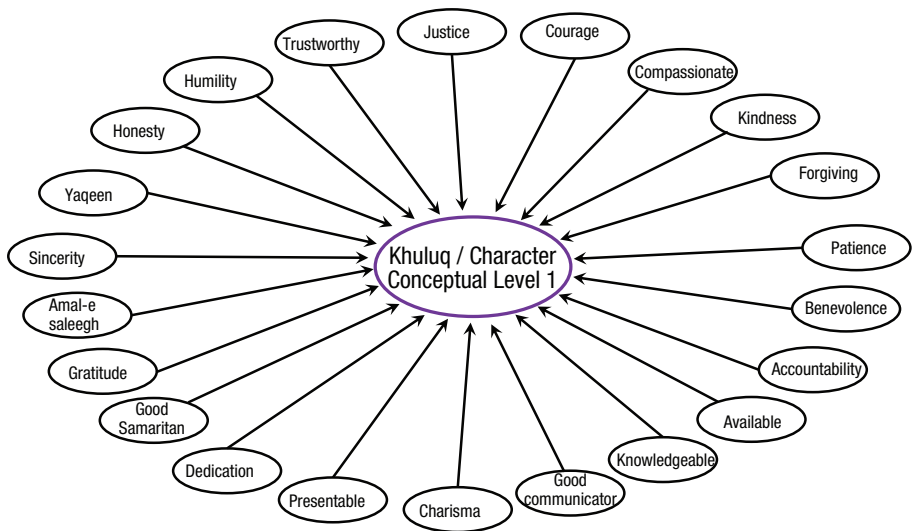 Justice
Courage
Trustworthy
Compassionate
Humility
Kindness
Honesty
Forgiving
Yaqeen
Patience
Khuluq / Character
Conceptual Level 1
Sincerity
Benevolence
Amal-e
saleegh
Accountability
Gratitude
Available
Good
Samaritan
Knowledgeable
Dedication
Good
communicator
Presentable
Charisma